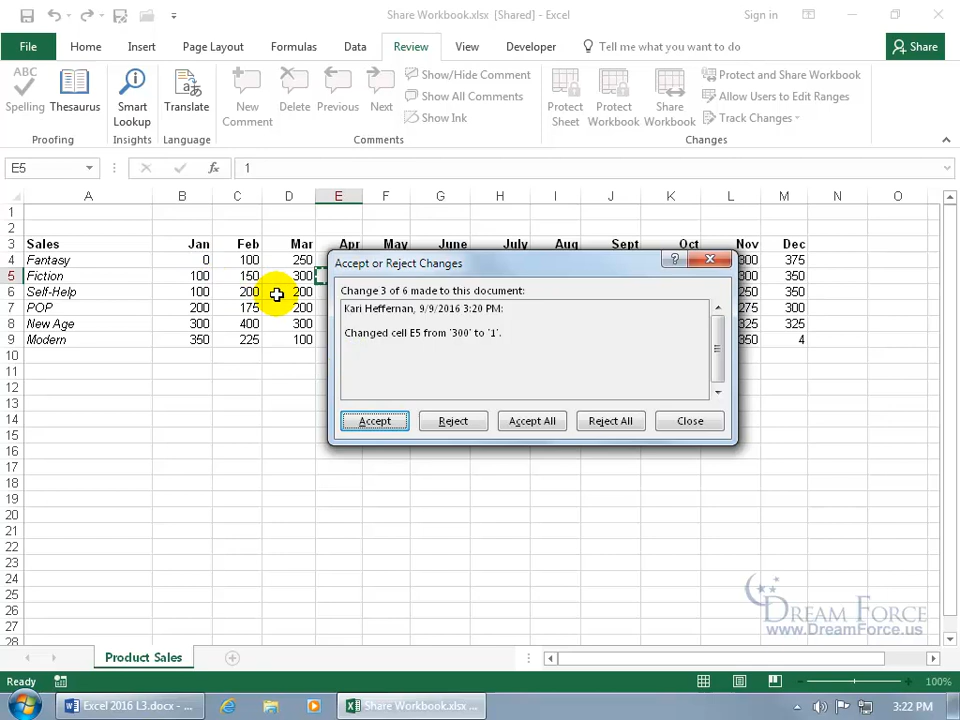 Share Workbook.xlsx [Shared] - Excel
Sign in
File Home Insert Page Layout Formulas Data Review View Developer Tell me what you want to do Share
ABC
Spelling
Thesaurus
Proofing
Smart
Lookup
Insights
Translate
Language
New
Comment
Delete
Previous
Next
Show/Hide Comment
Show All Comments
Show Ink
Comments
Protect
Sheet
Protect
Workbook
Share
Workbook
Protect and Share Workbook
Allow Users to Edit Ranges
Track Changes
Changes
E5 fx 1
A B C D E F G H I J K L M N O
1
2
3 Sales Jan Feb Mar Apr May June July Aug Sept Oct Nov Dec
4 Fantasy 0 100 250 300 375
5 Fiction 100 150 300 300 350
6 Self-Help 100 200 200 250 350
7 POP 200 175 200 275 300
8 New Age 300 400 300 325 325
9 Modern 350 225 100 350 4
10
11
12
13
14
15
16
17
18
19
20
21
22
23
24
25
26
27
28
Accept or Reject Changes
?
Change 3 of 6 made to this document:
Kari Heffernan, 9/9/2016 3:20 PM:
Changed cell E5 from '300' to '1'.
Accept Reject Accept All Reject All Close
DREAM FORCE
www.DreamForce.us
Product Sales
Ready
100%
Excel 2016 L3.docx - ...
Share Workbook.xlsx ...
3:22 PM